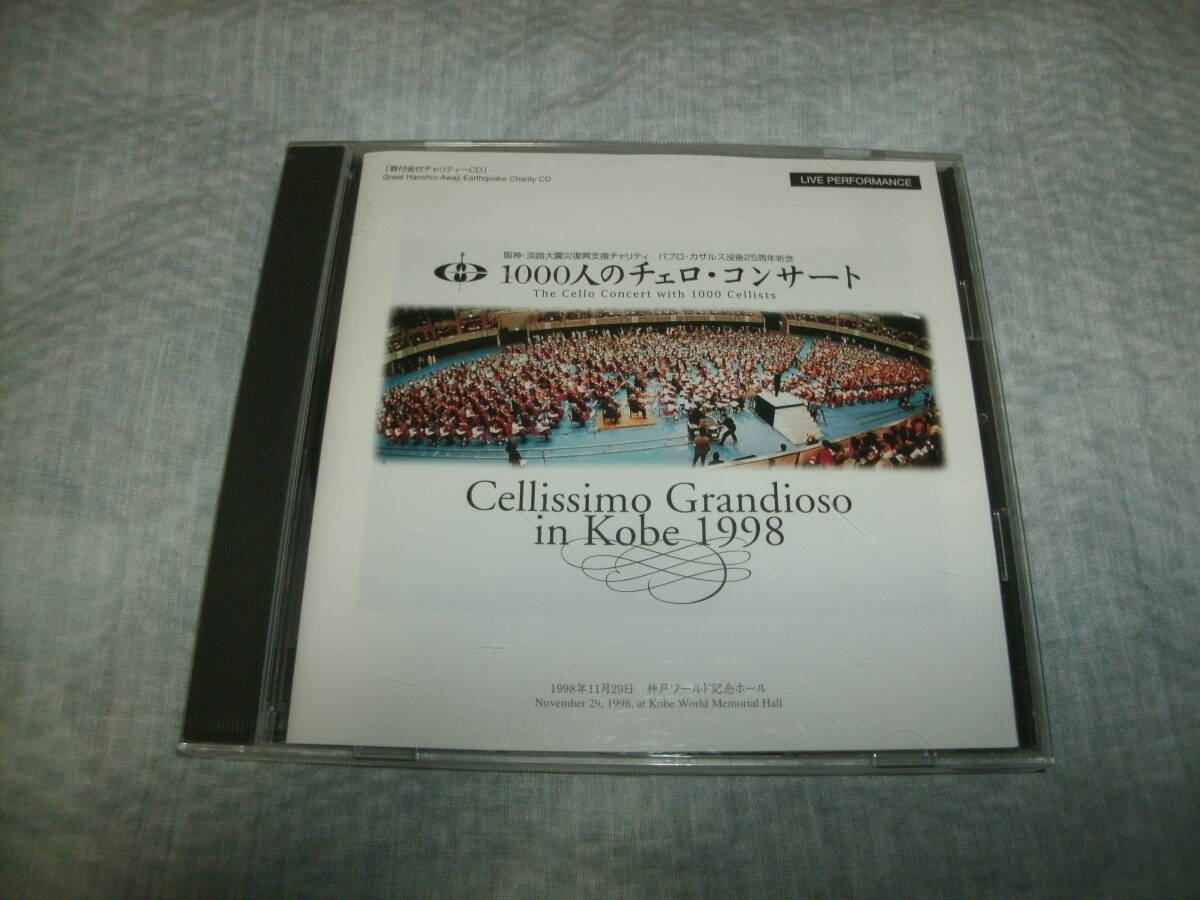 「寄付金付チャリティーCD」
Great Hanshin-Awaji Earthquake Charity CD
LIVE PERFORMANCE
阪神・淡路大震災復興支援チャリティ パブロ・カザルス没後25周年祈念
1000人のチェロ・コンサート
The Cello Concert with 1000 Cellists
Cellissimo Grandioso
in Kobe 1998
1998年11月29日 神戸ワールド記念ホール
November 29, 1998, at Kobe World Memorial Hall